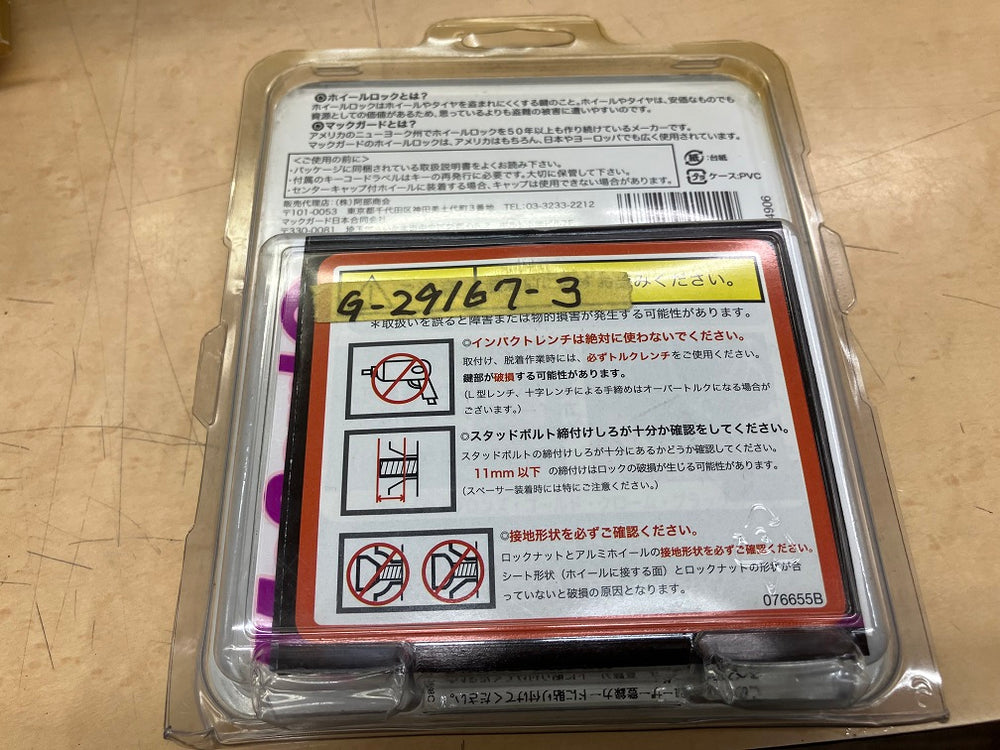 ◎ホイールロックとは?
ホイールロックはホイールやタイヤを盗まれにくくする鍵のこと。ホイールやタイヤは、安価なものでも
資源としての価値があるため、思っているよりも盗難の被害に遭いやすいのです。
◎マックガードとは?
アメリカのニューヨーク州でホイールロックを50年以上も作り続けているメーカーです。
マックガードのホイールロックは、アメリカはもちろん、日本やヨーロッパでも広く使用されています。
<ご使用の前に>
・パッケージに同梱されている取扱説明書をよくお読み下さい。
・付属のキーコードラベルはキーの再発行に必要です。大切に保管して下さい。
・センターキャップ付ホイールに装着する場合、キャップは使用できない場合があります。
紙 :台紙
プラ ケース:PVC
販売代理店:(株)阿部商会
〒101-0053 東京都千代田区神田美土代町3番地 TEL:03-3233-2212
マックガード日本合同会社
〒330-0081 埼玉
4906
みください。
G-29167-3
*取扱いを誤ると障害または物的損害が発生する可能性があります。
◎インパクトレンチは絶対に使わないでください。
取付け、脱着作業時には、必ずトルクレンチをご使用ください。
鍵部が破損する可能性があります。
(L型レンチ、十字レンチによる手締めはオーバートルクになる場合が
ございます。)
◎スタッドボルト締付けしろが十分か確認をしてください。
スタッドボルトの締付けしろが十分にあるかどうか確認してください。
11mm以下 の締付けはロックの破損が生じる可能性があります。
(スペーサー装着時には特にご注意ください。)
◎接地形状を必ずご確認ください。
ロックナットとアルミホイールの接地形状を必ずご確認ください。
シート形状(ホイールに接する面)とロックナットの形状が合
っていないと破損の原因となります。
076655B
ーザー登録カードに貼り付けてください。